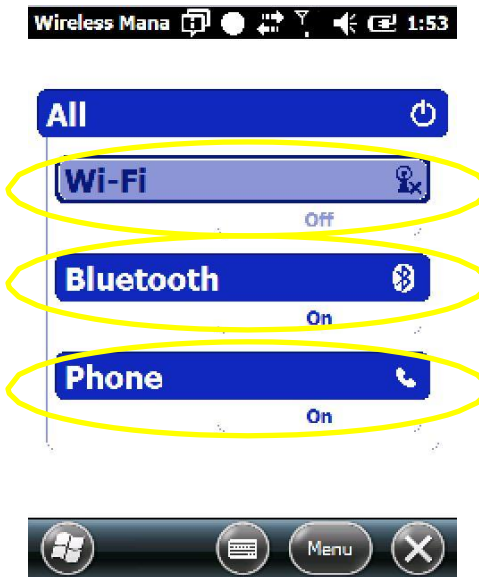 Wireless Mana 1:53
All
Wi-Fi
Off
Bluetooth
On
Phone
On
Menu